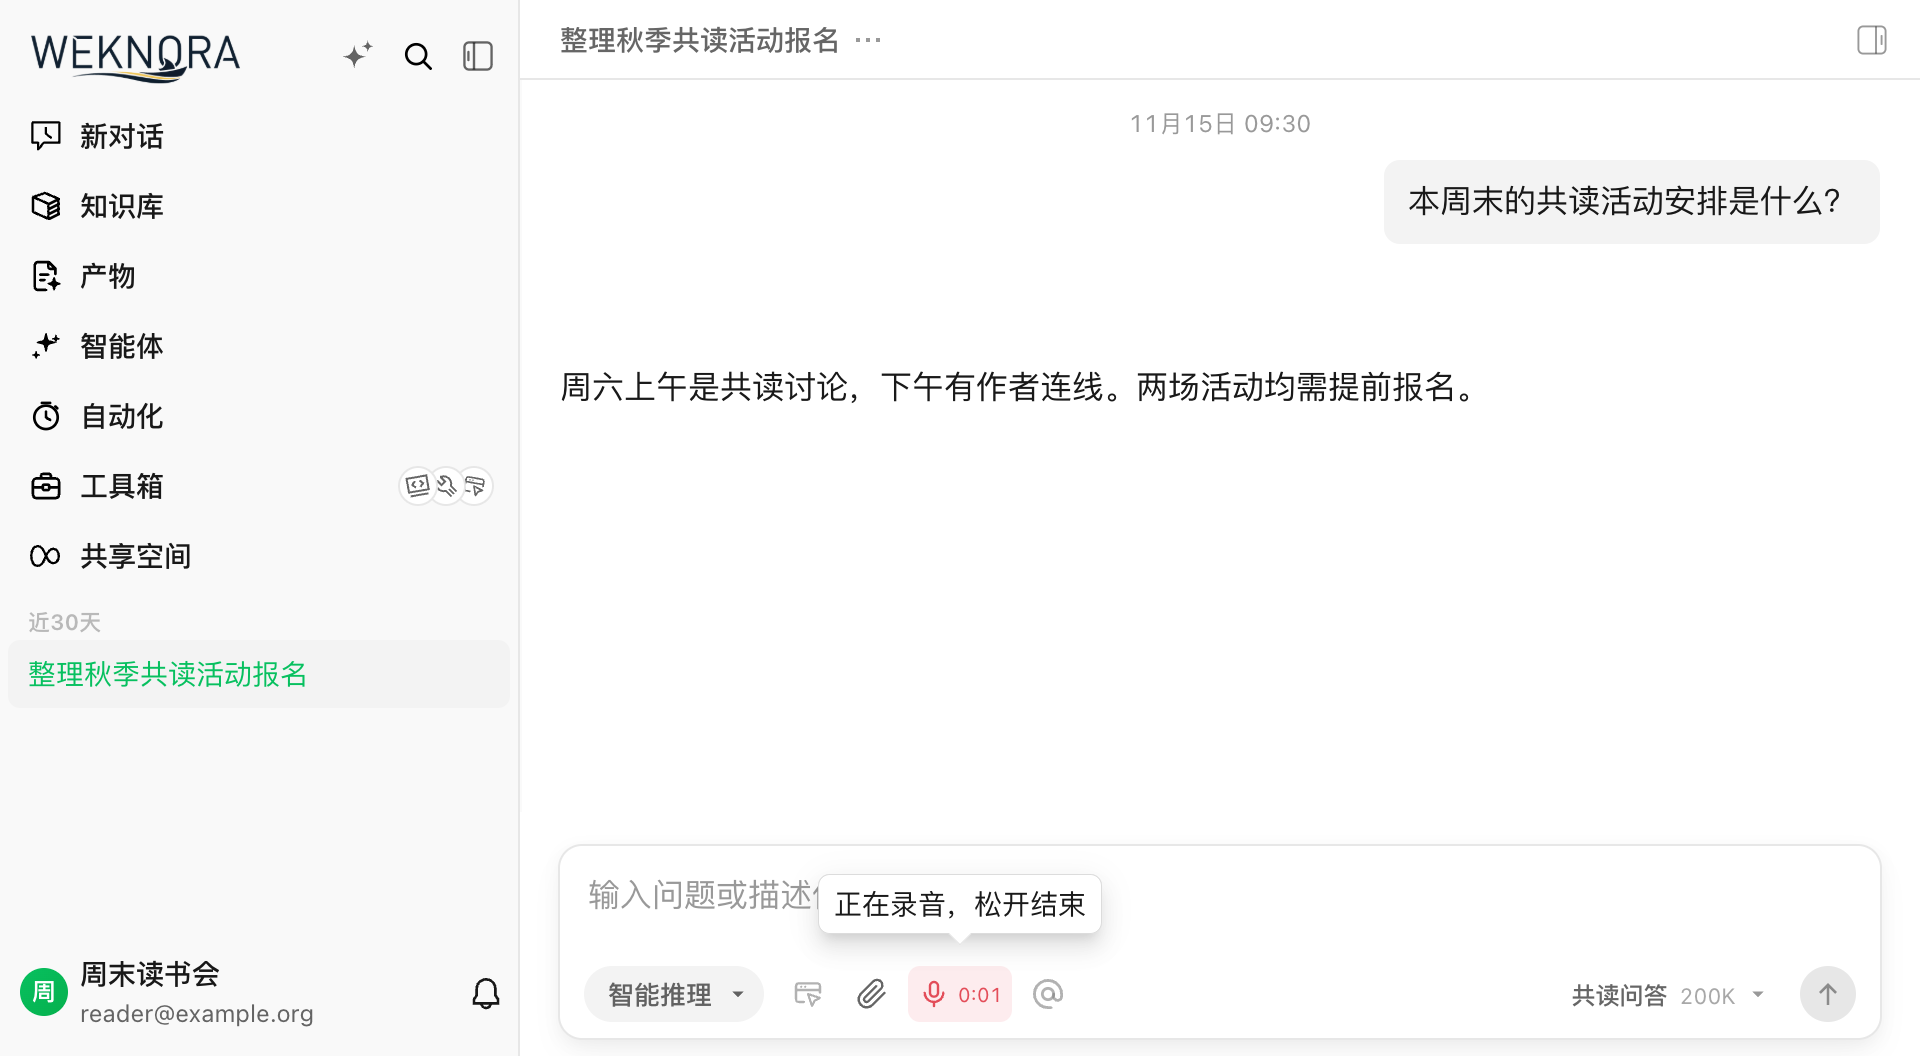 WEKNORA
新对话
知识库
产物
智能体
自动化
工具箱
共享空间
近30天
整理秋季共读活动报名
周
周末读书会
reader@example.org
整理秋季共读活动报名 ···
11月15日 09:30
本周末的共读活动安排是什么?
周六上午是共读讨论，下午有作者连线。两场活动均需提前报名。
输入问题或描述
正在录音，松开结束
智能推理
0:01
共读问答 200K